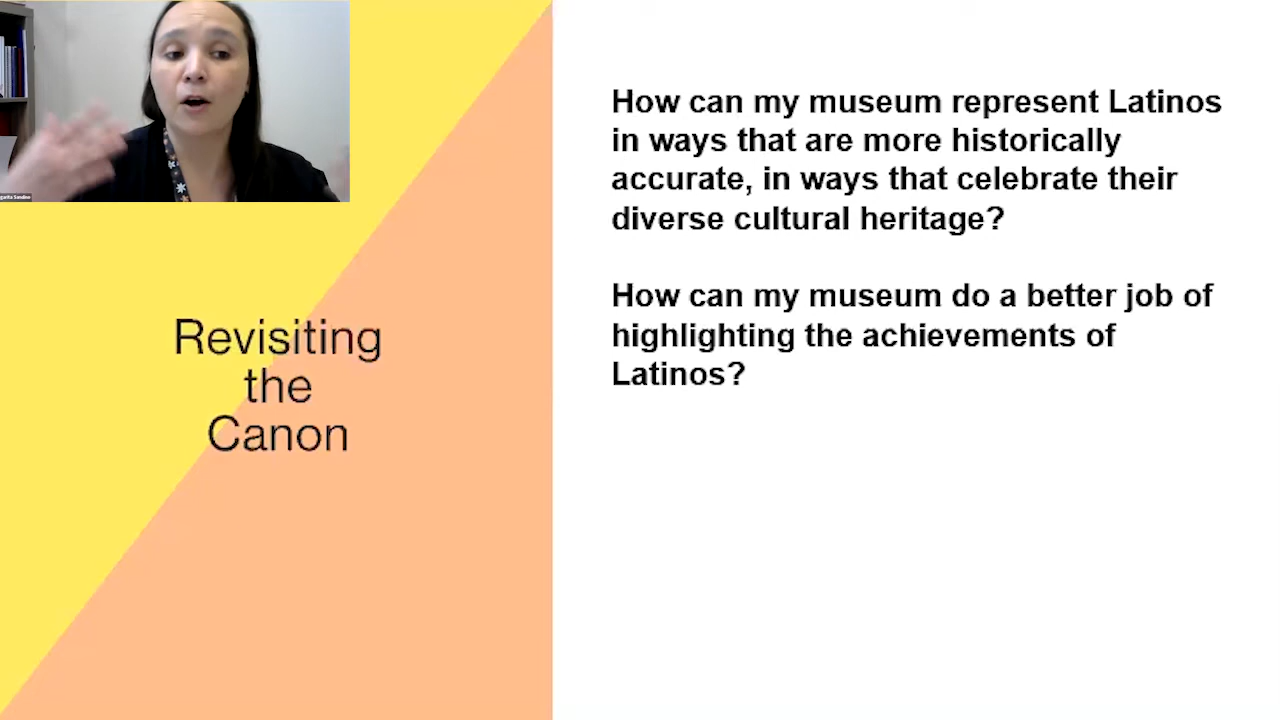 Revisiting
the
Canon
How can my museum represent Latinos
in ways that are more historically
accurate, in ways that celebrate their
diverse cultural heritage?
How can my museum do a better job of
highlighting the achievements of
Latinos?